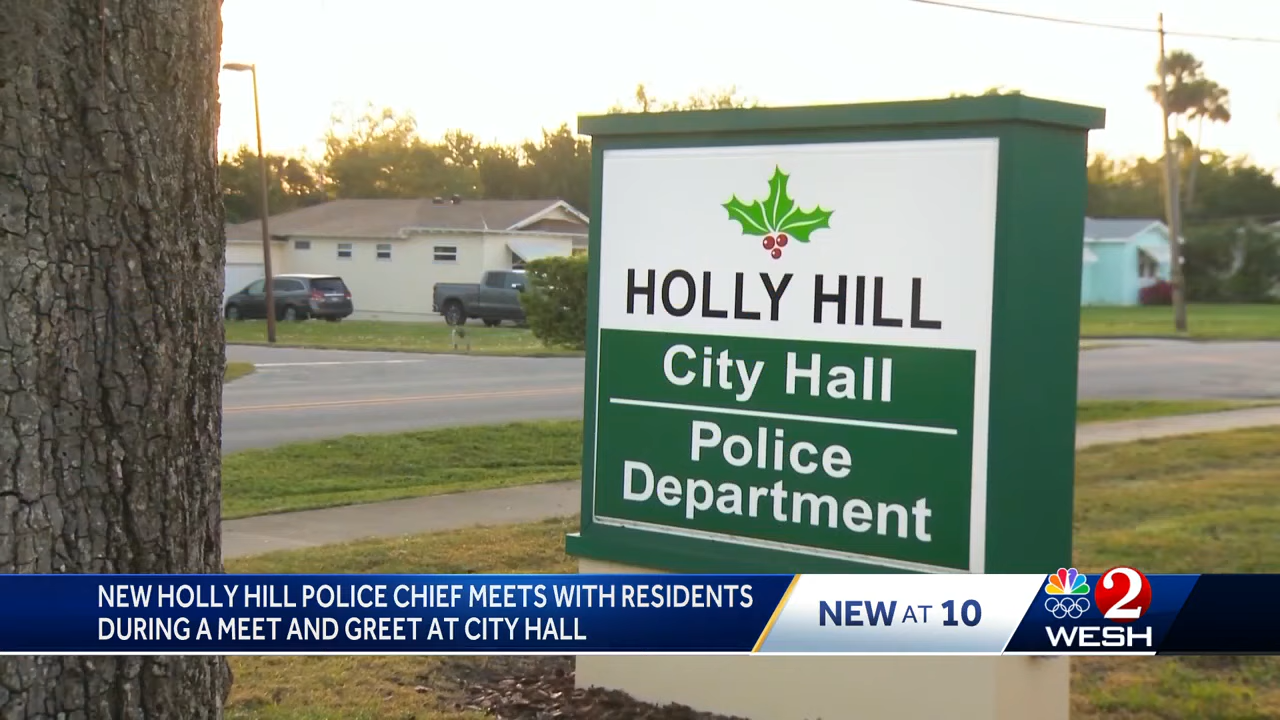 HOLLY HILL
City Hall
Police
Department
NEW HOLLY HILL POLICE CHIEF MEETS WITH RESIDENTS
DURING A MEET AND GREET AT CITY HALL
NEW AT 10
2
WESH